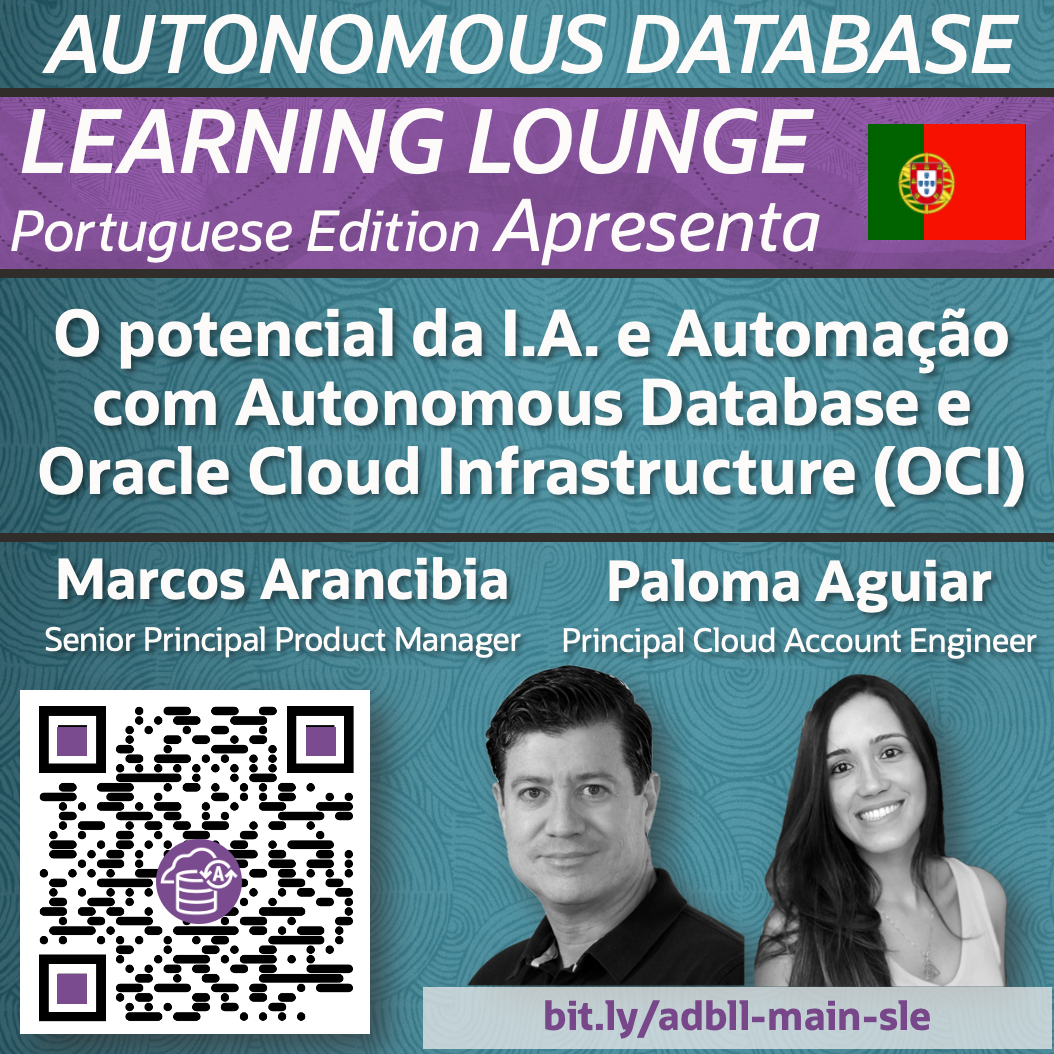 AUTONOMOUS DATABASE
LEARNING LOUNGE
Portuguese Edition Apresenta
O potencial da I.A. e Automação
com Autonomous Database e
Oracle Cloud Infrastructure (OCI)
Marcos Arancibia
Senior Principal Product Manager
Paloma Aguiar
Principal Cloud Account Engineer
A
bit.ly/adbll-main-sle